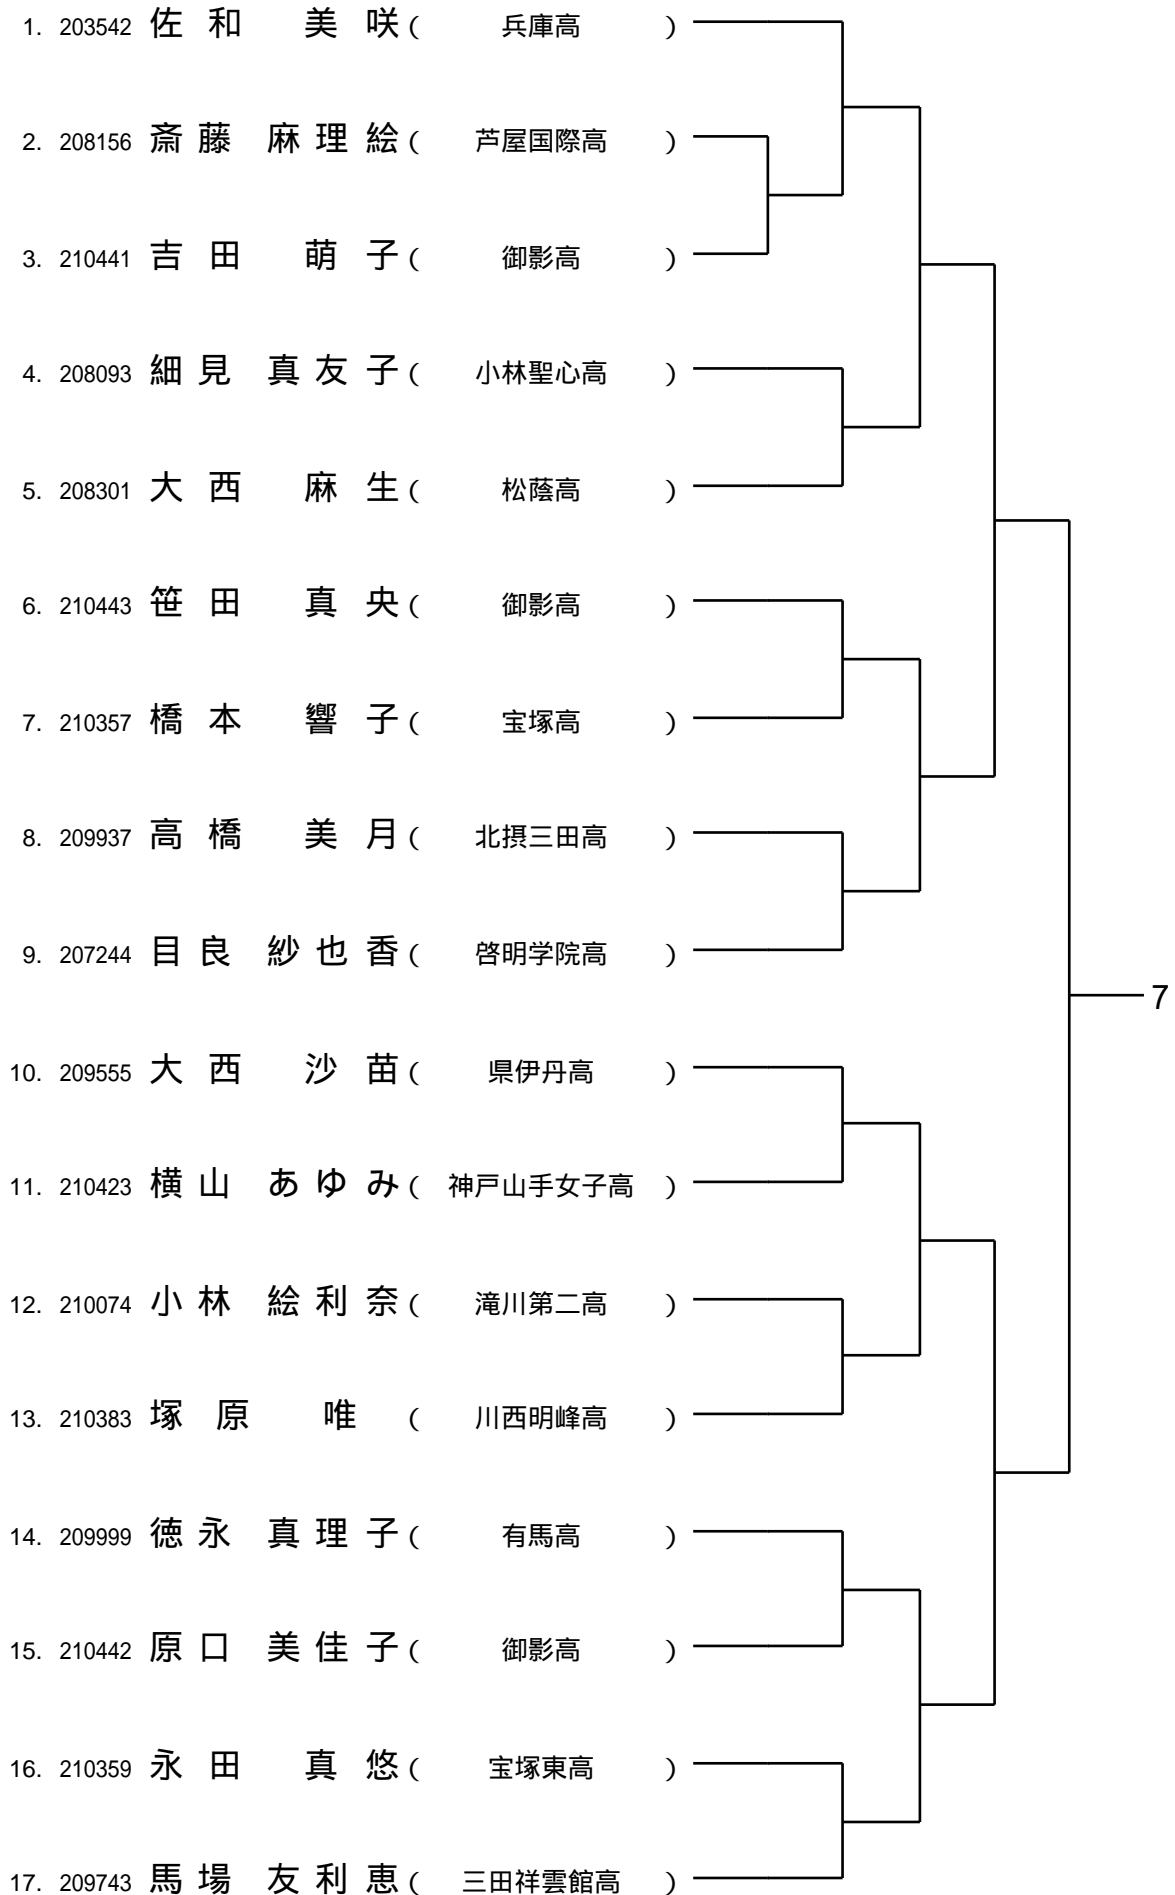 1. 203542 佐和 美咲 ( 兵庫高 )
2. 208156 斎藤 麻理絵 ( 芦屋国際高 )
3. 210441 吉田 萌子 ( 御影高 )
4. 208093 細見 真友子 ( 小林聖心高 )
5. 208301 大西 麻生 ( 松蔭高 )
6. 210443 笹田 真央 ( 御影高 )
7. 210357 橋本 響子 ( 宝塚高 )
8. 209937 高橋 美月 ( 北摂三田高 )
9. 207244 目良 紗也香 ( 啓明学院高 )
7
10. 209555 大西 沙苗 ( 県伊丹高 )
11. 210423 横山 あゆみ ( 神戸山手女子高 )
12. 210074 小林 絵利奈 ( 滝川第二高 )
13. 210383 塚原 唯 ( 川西明峰高 )
14. 209999 徳永 真理子 ( 有馬高 )
15. 210442 原口 美佳子 ( 御影高 )
16. 210359 永田 真悠 ( 宝塚東高 )
17. 209743 馬場 友利恵 ( 三田祥雲館高 )